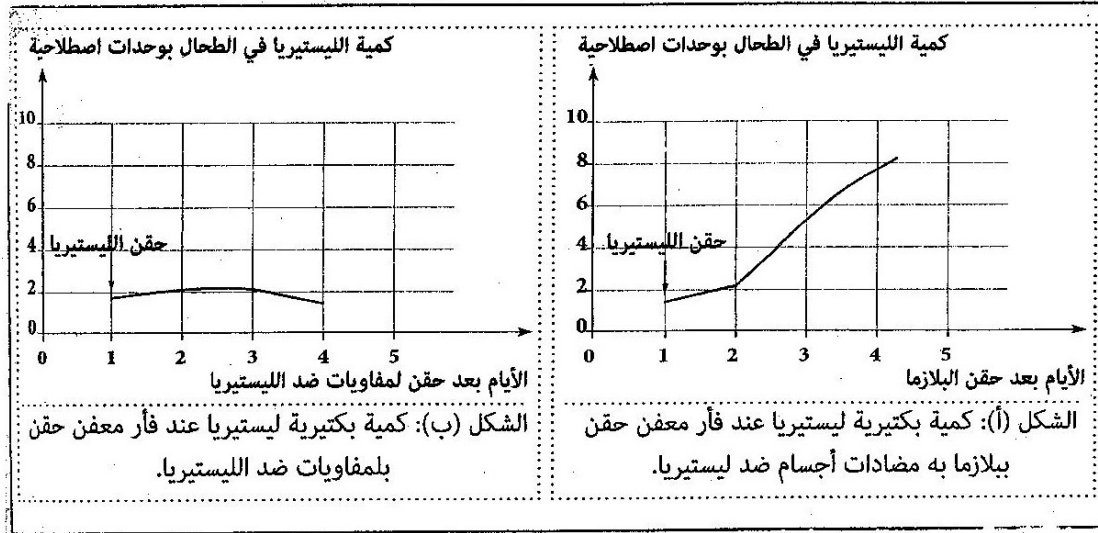 كمية الليستيريا في الطحال بوحدات اصطلاحية
10
8
6
4
2
0
حقن الليستيريا
0 1 2 3 4 5
الأيام بعد حقن البلازما
الشكل (أ): كمية بكتيرية ليستيريا عند فأر معفن حقن
ببلازما به مضادات أجسام ضد ليستيريا.
كمية الليستيريا في الطحال بوحدات اصطلاحية
10
8
6
4
2
0
حقن الليستيريا
0 1 2 3 4 5
الأيام بعد حقن لمفاويات ضد الليستيريا
الشكل (ب): كمية بكتيرية ليستيريا عند فأر معفن حقن
بلمفاويات ضد الليستيريا.